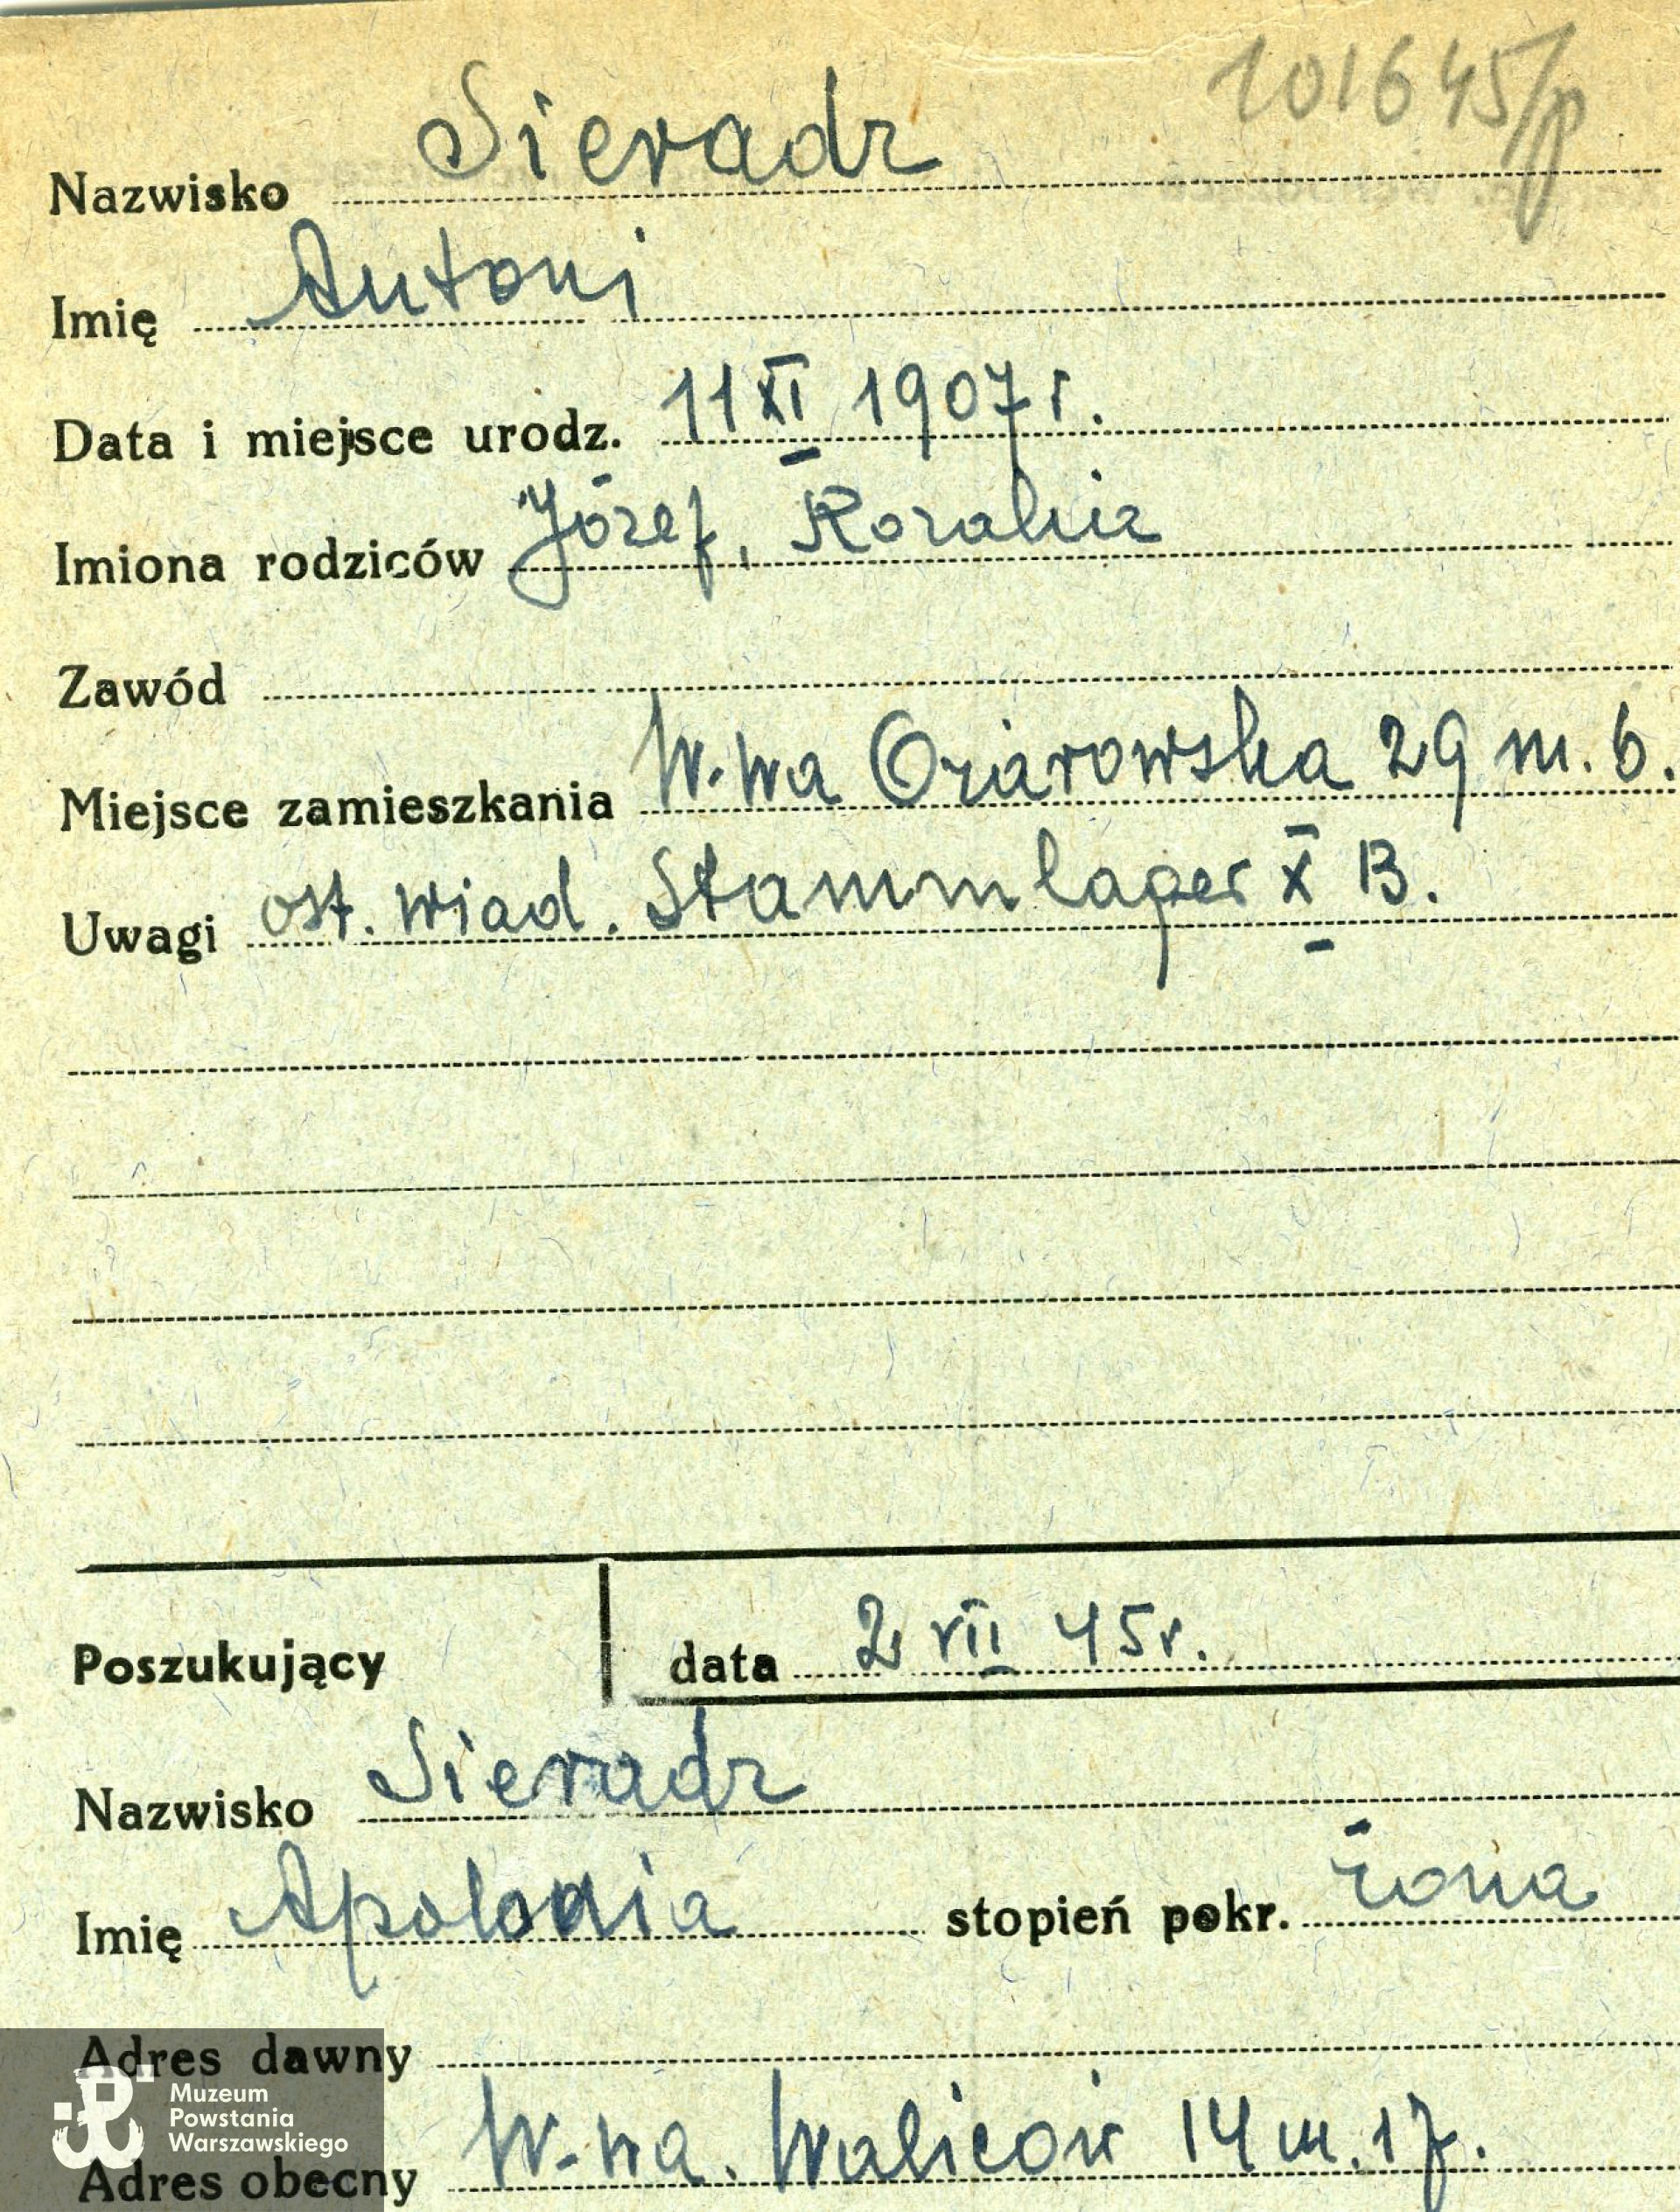 101645/p
Nazwisko Sieradz
Imię Antoni
Data i miejsce urodz. 11 XI 1907 r.
Imiona rodziców Józef, Rozalia
Zawód
Miejsce zamieszkania W-wa Ożarowska 29 m. 6.
Uwagi ost. wiad. Stammlager X B.
Poszukujący data 2 VII 45 r.
Nazwisko Sieradz
Imię Apolonia stopień pokr. żona
Adres dawny
Adres obecny W-wa. Waliców 14 m. 17.
Muzeum
Powstania
Warszawskiego